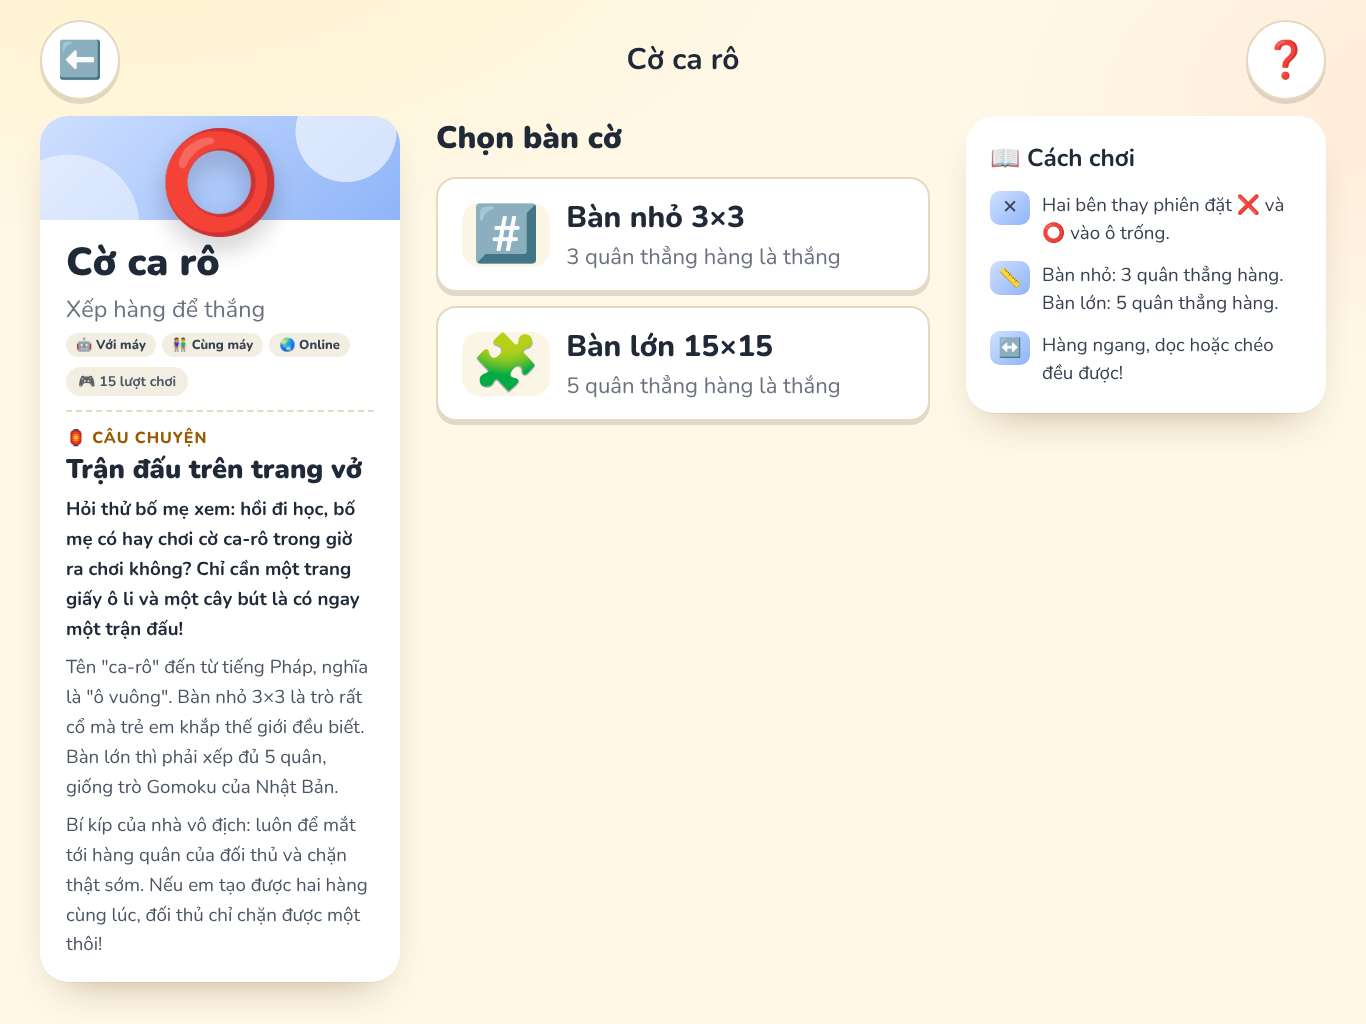 Cờ ca rô
Cờ ca rô
Xếp hàng để thắng
Với máy
Cùng máy
Online
15 lượt chơi
CÂU CHUYỆN
Trận đấu trên trang vở
Hỏi thử bố mẹ xem: hồi đi học, bố
mẹ có hay chơi cờ ca-rô trong giờ
ra chơi không? Chỉ cần một trang
giấy ô li và một cây bút là có ngay
một trận đấu!
Tên "ca-rô" đến từ tiếng Pháp, nghĩa
là "ô vuông". Bàn nhỏ 3×3 là trò rất
cổ mà trẻ em khắp thế giới đều biết.
Bàn lớn thì phải xếp đủ 5 quân,
giống trò Gomoku của Nhật Bản.
Bí kíp của nhà vô địch: luôn để mắt
tới hàng quân của đối thủ và chặn
thật sớm. Nếu em tạo được hai hàng
cùng lúc, đối thủ chỉ chặn được một
thôi!
Chọn bàn cờ
Bàn nhỏ 3×3
3 quân thẳng hàng là thắng
Bàn lớn 15×15
5 quân thẳng hàng là thắng
Cách chơi
Hai bên thay phiên đặt ❌ và
⭕ vào ô trống.
Bàn nhỏ: 3 quân thẳng hàng.
Bàn lớn: 5 quân thẳng hàng.
Hàng ngang, dọc hoặc chéo
đều được!